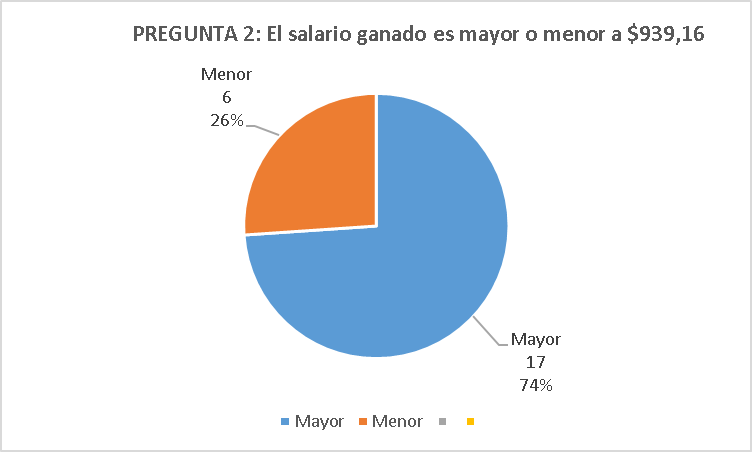 PREGUNTA 2: El salario ganado es mayor o menor a $939,16
Menor
6
26%
Mayor
17
74%
Mayor Menor